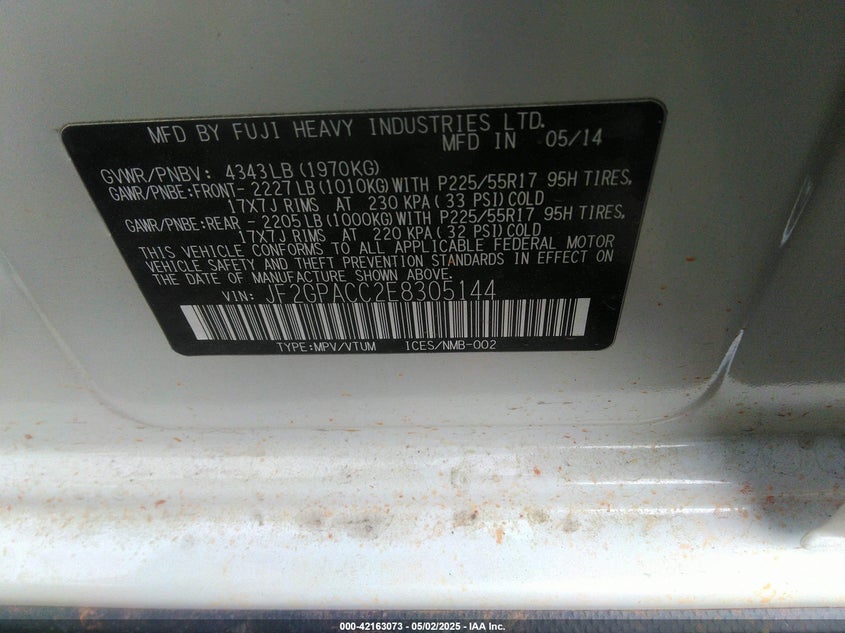 MFD BY FUJI HEAVY INDUSTRIES LTD.
MFD IN 05/14
GVWR/PNBV: 4343LB(1970KG)
GAWR/PNBE:FRONT- 2227LB(1010KG)WITH P225/55R17 95H TIRES,
17X7J RIMS AT 230 KPA(33 PSI)COLD
GAWR/PNBE:REAR - 2205LB(1000KG)WITH P225/55R17 95H TIRES,
17X7J RIMS AT 220 KPA(32 PSI)COLD
THIS VEHICLE CONFORMS TO ALL APPLICABLE FEDERAL MOTOR
VEHICLE SAFETY AND THEFT PREVENTION STANDARDS IN EFFECT ON
THE DATE OF MANUFACTURE SHOWN ABOVE.
VIN: JF2GPACC2E8305144
TYPE:MPV/VTUM ICES/NMB-002
000-42163073 - 05/02/2025 - IAA Inc.